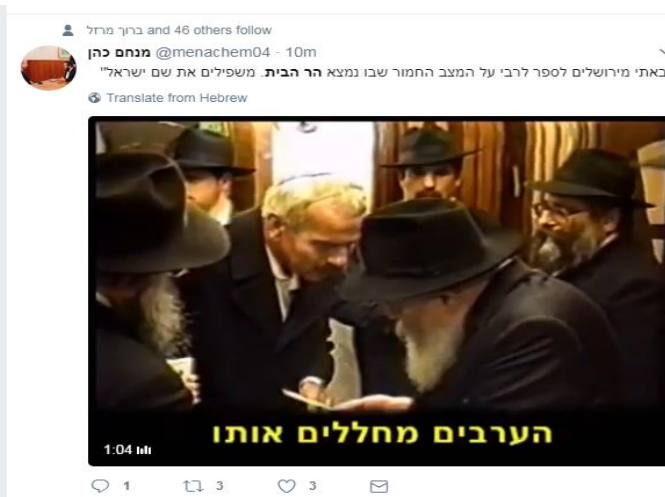 ברוך מרזל and 46 others follow
מנחם כהן @menachem04 · 10m
באתי מירושלים לספר לרבי על המצב החמור שבו נמצא הר הבית. משפילים את שם ישראל"
Translate from Hebrew
הערבים מחללים אותו
1:04
1 3 3